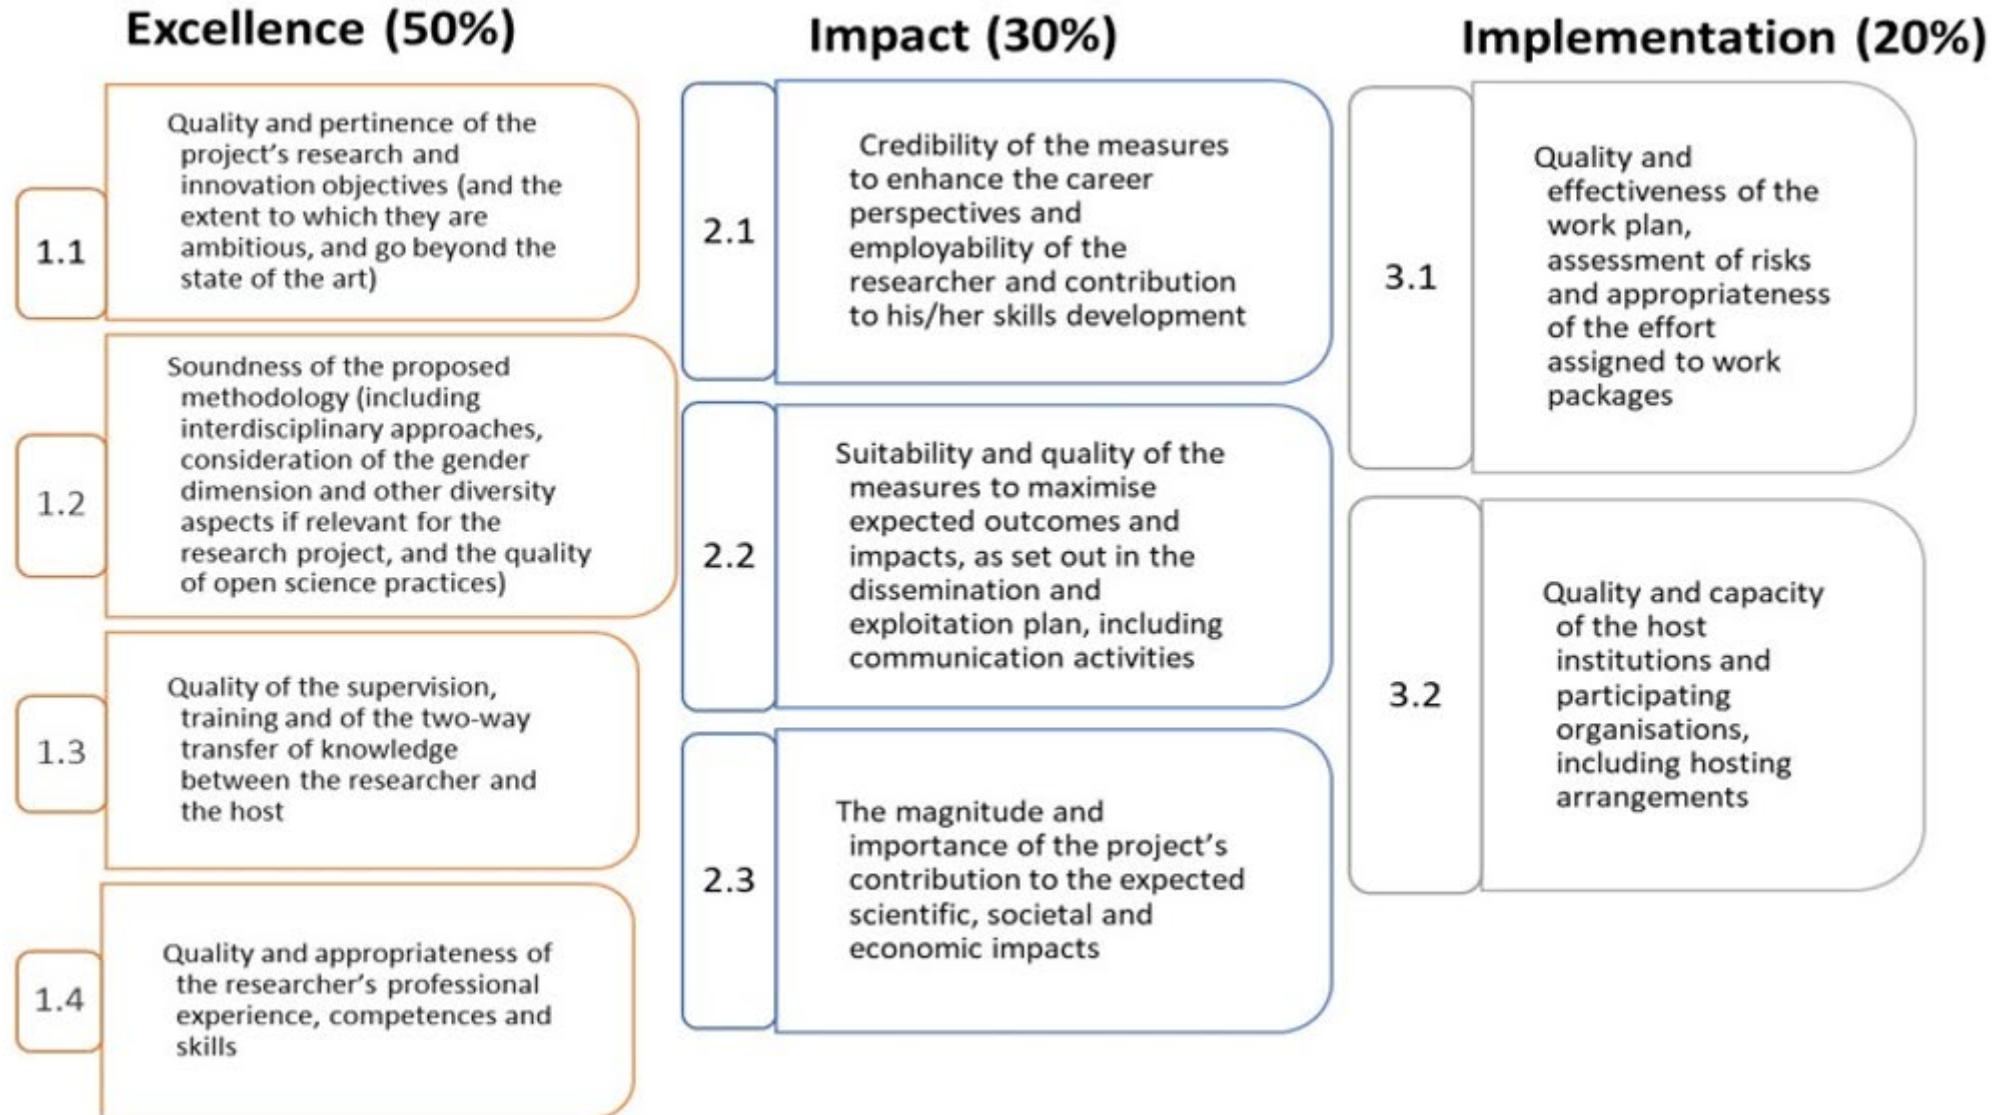 Excellence (50%)
1.1
Quality and pertinence of the
project’s research and
innovation objectives (and the
extent to which they are
ambitious, and go beyond the
state of the art)
1.2
Soundness of the proposed
methodology (including
interdisciplinary approaches,
consideration of the gender
dimension and other diversity
aspects if relevant for the
research project, and the quality
of open science practices)
1.3
Quality of the supervision,
training and of the two-way
transfer of knowledge
between the researcher and
the host
1.4
Quality and appropriateness of
the researcher’s professional
experience, competences and
skills
Impact (30%)
2.1
Credibility of the measures
to enhance the career
perspectives and
employability of the
researcher and contribution
to his/her skills development
2.2
Suitability and quality of the
measures to maximise
expected outcomes and
impacts, as set out in the
dissemination and
exploitation plan, including
communication activities
2.3
The magnitude and
importance of the project’s
contribution to the expected
scientific, societal and
economic impacts
Implementation (20%)
3.1
Quality and
effectiveness of the
work plan,
assessment of risks
and appropriateness
of the effort
assigned to work
packages
3.2
Quality and capacity
of the host
institutions and
participating
organisations,
including hosting
arrangements